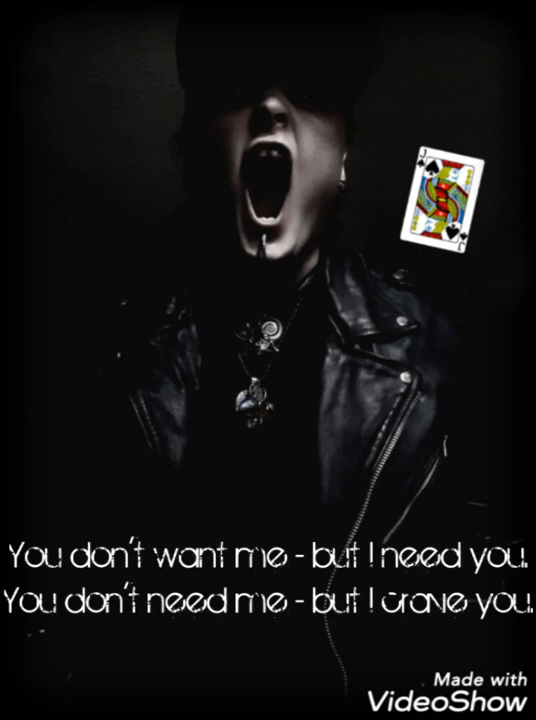 J
J
You don't want me - but I need you.
You don't need me - but I crave you.
Made with
VideoShow